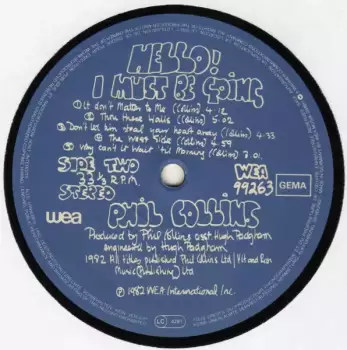 HELLO!
I MUST BE GOING
① It don't Matter to Me (Collins) 4.12
② Thru these Walls (Collins) 5.02
③ Don't let him steal your heart away (Collins) 4.33
④ The West Side (Collins) 4.59
⑤ Why can't it Wait 'til Morning (Collins) 3.01
SIDE TWO
33⅓ R.P.M.
STEREO
WEA
99263
GEMA
wea
PHIL COLLINS
Produced by Phil Collins asst. Hugh Padgham
engineered by Hugh Padgham
1982 All titles published Phil Collins Ltd/Hit and Run
Music (Publishing) Ltd
℗ 1982 WEA International, Inc.
LC